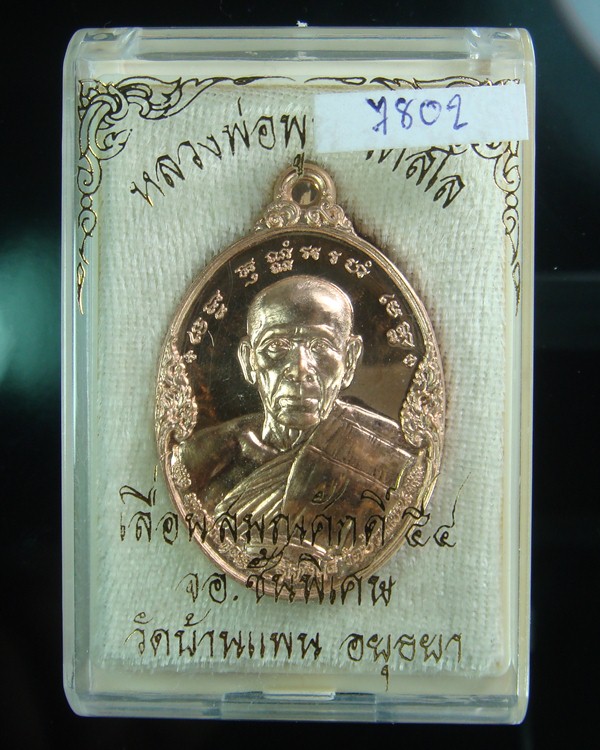 7802
หลวงพ่อพู
เลื่อนสมณศักดิ์ ๕๔
จอ.ชั้นพิเศษ
วัดบ้านแพน อยุธยา